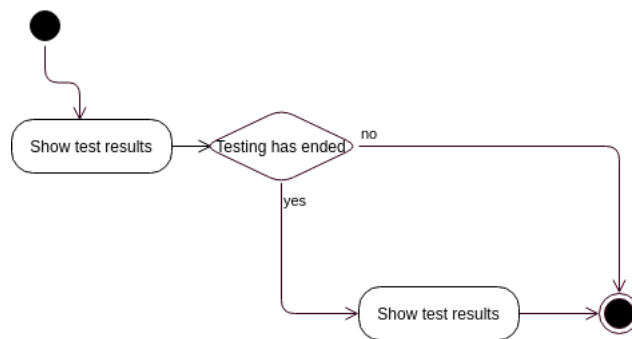 no
Show test results
Testing has ended
yes
Show test results